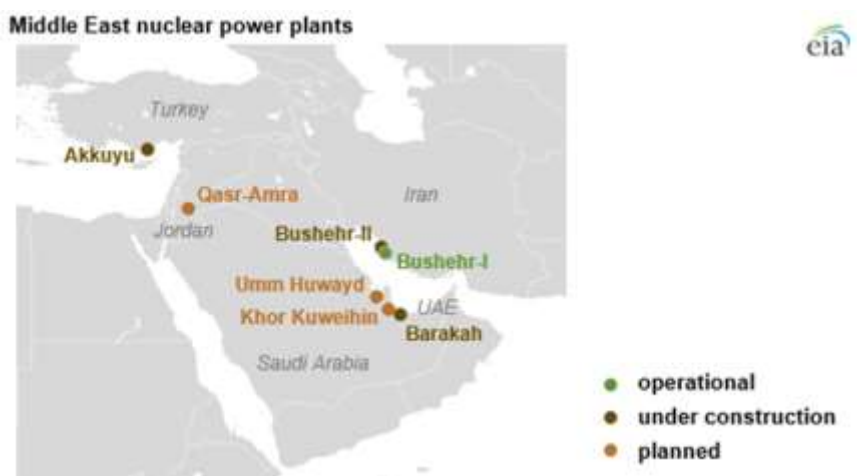 Middle East nuclear power plants
eia
Turkey
Akkuyu
Qasr-Amra
Iran
Jordan
Bushehr-II
Bushehr-I
Umm Huwayd
UAE
Khor Kuweihin
Barakah
Saudi Arabia
operational
under construction
planned